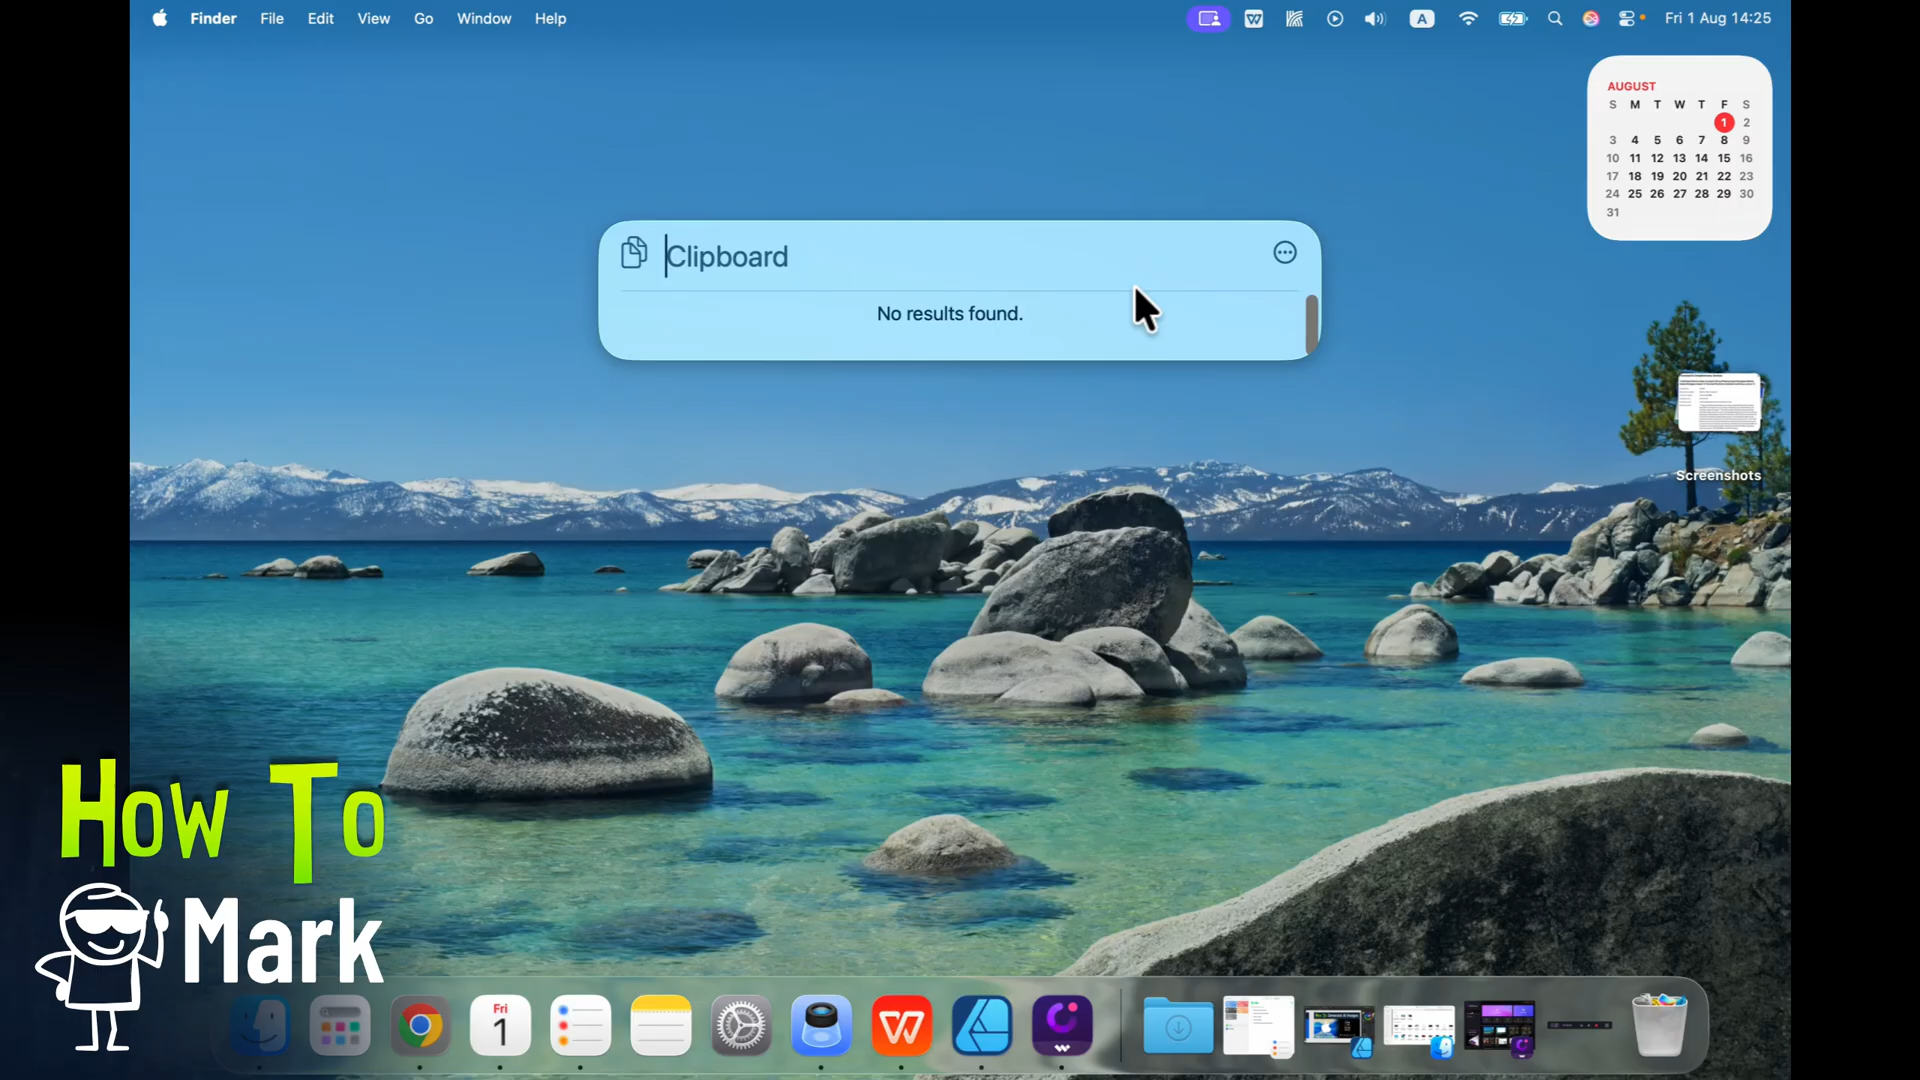 Finder File Edit View Go Window Help
A
Fri 1 Aug 14:25
AUGUST
S M T W T F S
1 2
3 4 5 6 7 8 9
10 11 12 13 14 15 16
17 18 19 20 21 22 23
24 25 26 27 28 29 30
31
Clipboard
No results found.
Screenshots
How To
Mark
Fri
1